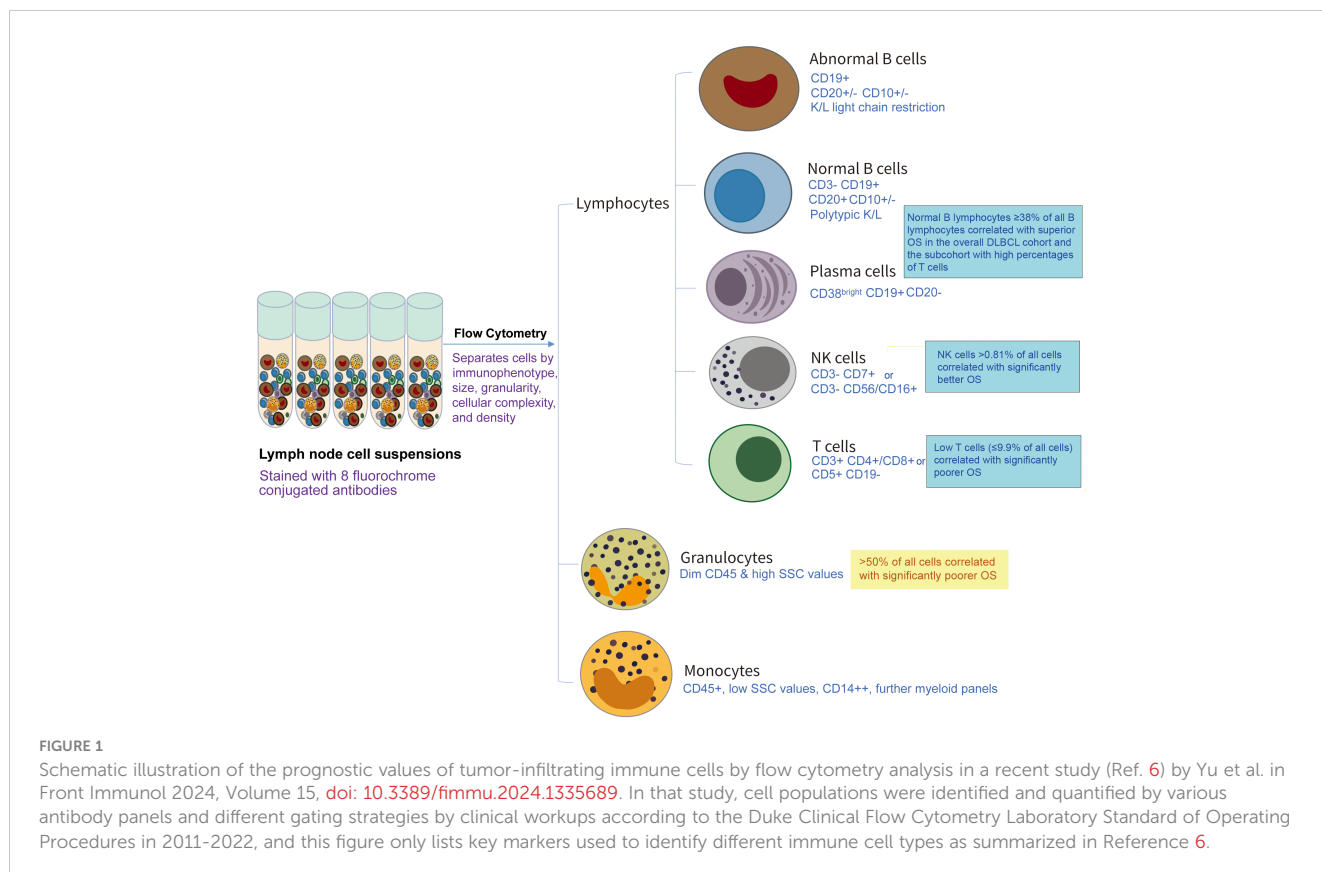 Abnormal B cells
CD19+
CD20+/- CD10+/-
K/L light chain restriction
Normal B cells
CD3- CD19+
CD20+ CD10+/-
Polytypic K/L
Normal B lymphocytes ≥38% of all B
lymphocytes correlated with superior
OS in the overall DLBCL cohort and
the subcohort with high percentages
of T cells
Lymphocytes
Plasma cells
CD38bright CD19+ CD20-
NK cells
CD3- CD7+ or
CD3- CD56/CD16+
NK cells >0.81% of all cells
correlated with significantly
better OS
T cells
CD3+ CD4+/CD8+ or
CD5+ CD19-
Low T cells (≤9.9% of all cells)
correlated with significantly
poorer OS
Flow Cytometry
Separates cells by
immunophenotype,
size, granularity,
cellular complexity,
and density
Lymph node cell suspensions
Stained with 8 fluorochrome
conjugated antibodies
Granulocytes
Dim CD45 & high SSC values
>50% of all cells correlated
with significantly poorer OS
Monocytes
CD45+, low SSC values, CD14++, further myeloid panels
FIGURE 1
Schematic illustration of the prognostic values of tumor-infiltrating immune cells by flow cytometry analysis in a recent study (Ref. 6) by Yu et al. in
Front Immunol 2024, Volume 15, doi: 10.3389/fimmu.2024.1335689. In that study, cell populations were identified and quantified by various
antibody panels and different gating strategies by clinical workups according to the Duke Clinical Flow Cytometry Laboratory Standard of Operating
Procedures in 2011-2022, and this figure only lists key markers used to identify different immune cell types as summarized in Reference 6.